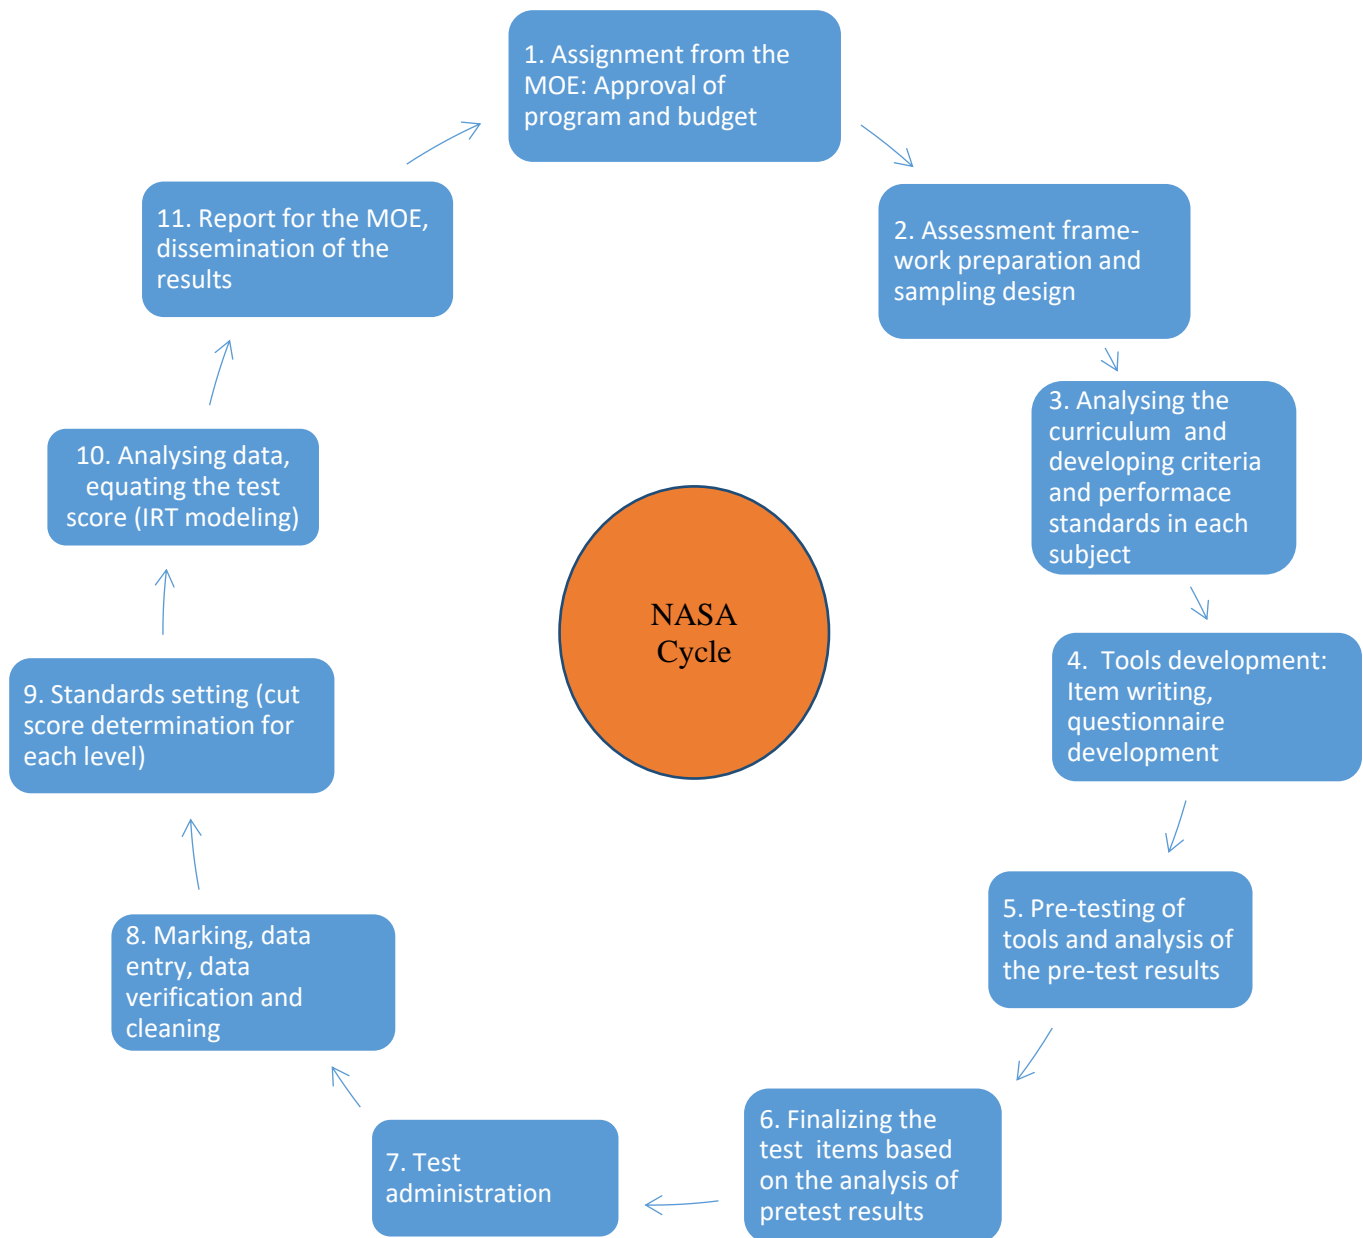 1. Assignment from the
MOE: Approval of
program and budget
2. Assessment frame-
work preparation and
sampling design
3. Analysing the
curriculum  and
developing criteria
and performace
standards in each
subject
4.  Tools development:
Item writing,
questionnaire
development
5. Pre-testing of
tools and analysis of
the pre-test results
6. Finalizing the
test  items based
on the analysis of
pretest results
7. Test
administration
8. Marking, data
entry, data
verification and
cleaning
9. Standards setting (cut
score determination for
each level)
10. Analysing data,
equating the test
score (IRT modeling)
11. Report for the MOE,
dissemination of the
results
NASA
Cycle